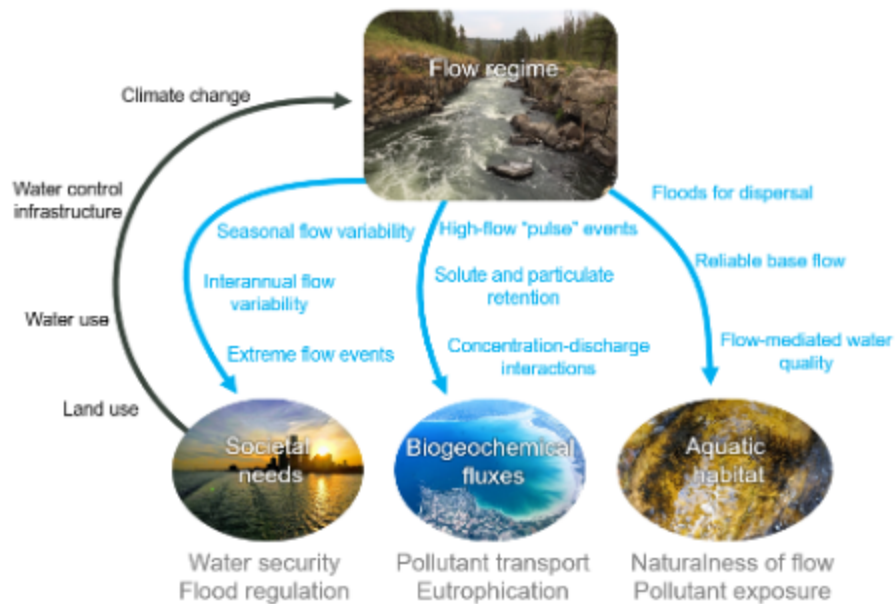 Flow regime
Climate change
Water control
infrastructure
Water use
Land use
Seasonal flow variability
Interannual flow
variability
Extreme flow events
High-flow "pulse" events
Solute and particulate
retention
Concentration-discharge
interactions
Floods for dispersal
Reliable base flow
Flow-mediated water
quality
Societal
needs
Biogeochemical
fluxes
Aquatic
habitat
Water security
Flood regulation
Pollutant transport
Eutrophication
Naturalness of flow
Pollutant exposure